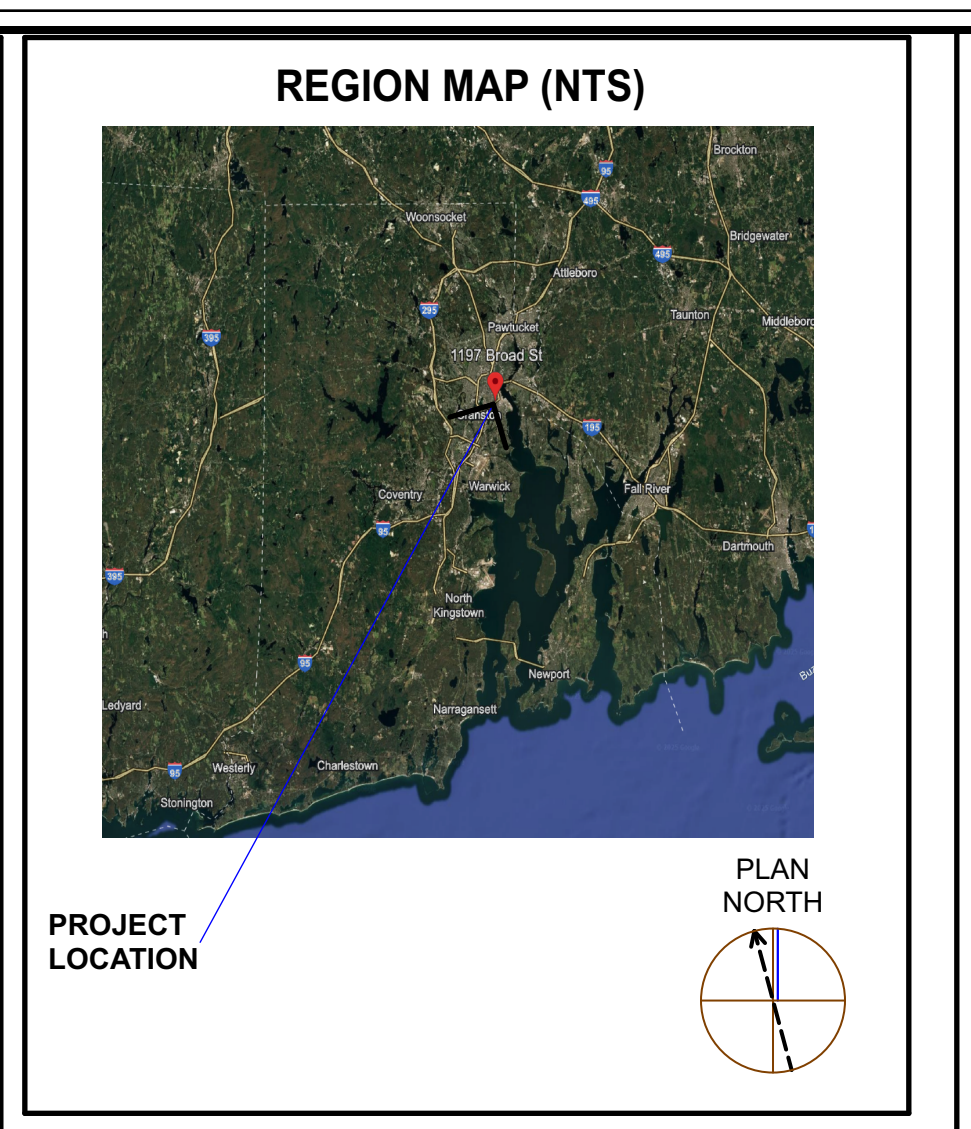 REGION MAP (NTS)
Brockton
95
495
Woonsocket
Bridgewater
495
Attleboro
295
Taunton
Middleboro
Pawtucket
395
1197 Broad St
Cranston
195
Coventry
Warwick
Fall River
95
Dartmouth
395
North
Kingstown
95
Newport
Ledyard
Narragansett
95
Westerly
Charlestown
Stonington
PLAN
NORTH
PROJECT
LOCATION